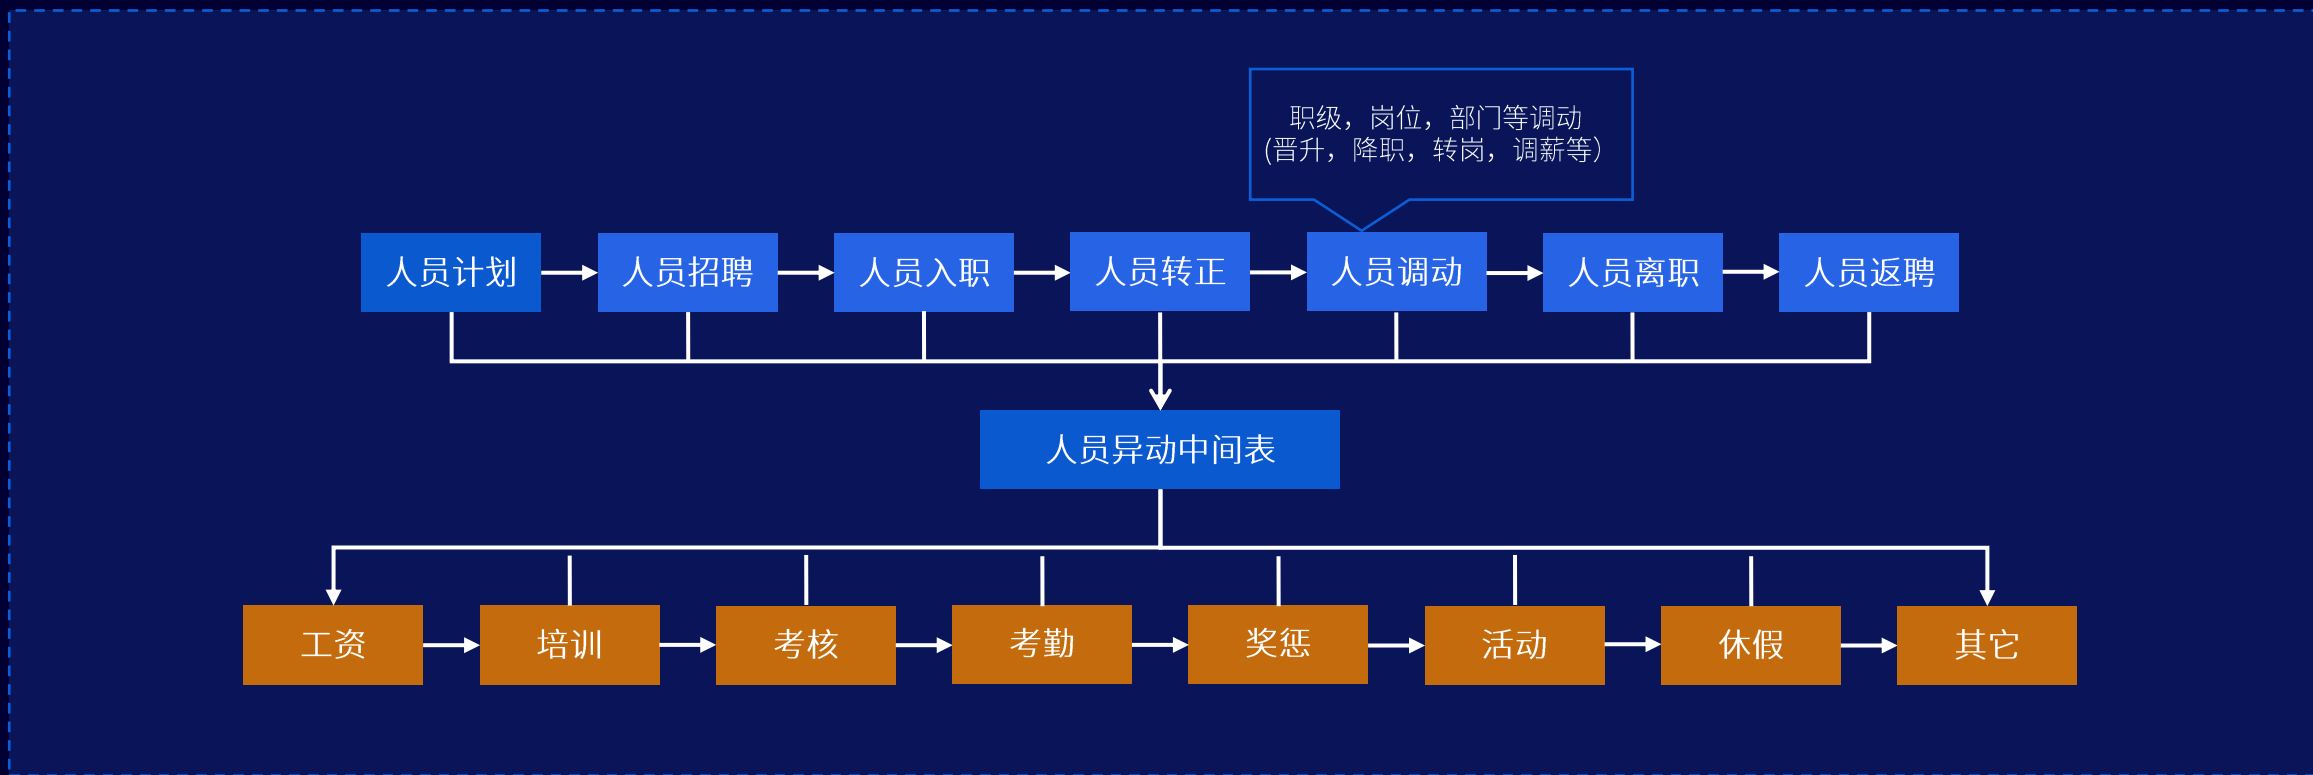 职级，岗位，部门等调动
(晋升，降职，转岗，调薪等）
人员计划
人员招聘
人员入职
人员转正
人员调动
人员离职
人员返聘
人员异动中间表
工资
培训
考核
考勤
奖惩
活动
休假
其它